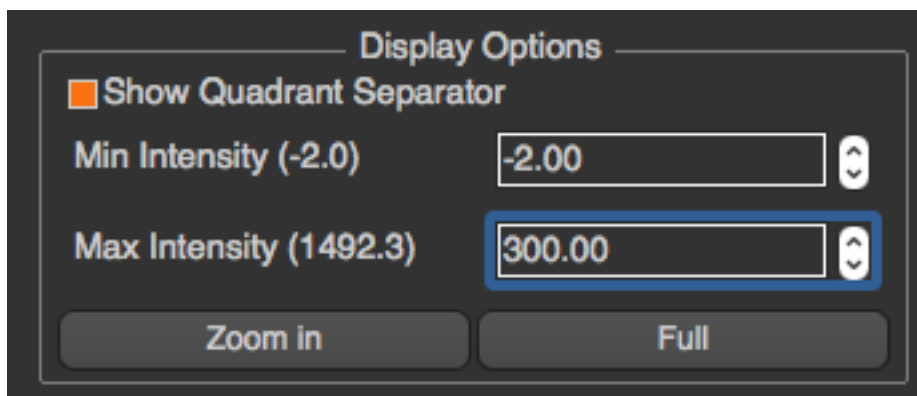 Display Options
Show Quadrant Separator
Min Intensity (-2.0) -2.00
Max Intensity (1492.3) 300.00
Zoom in Full